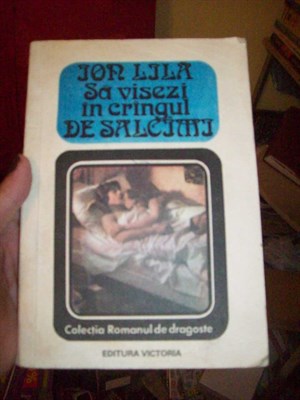 ION LILA
Să visezi
în crîngul
DE SALCÎMI
Colecția Romanul de dragoste
EDITURA VICTORIA